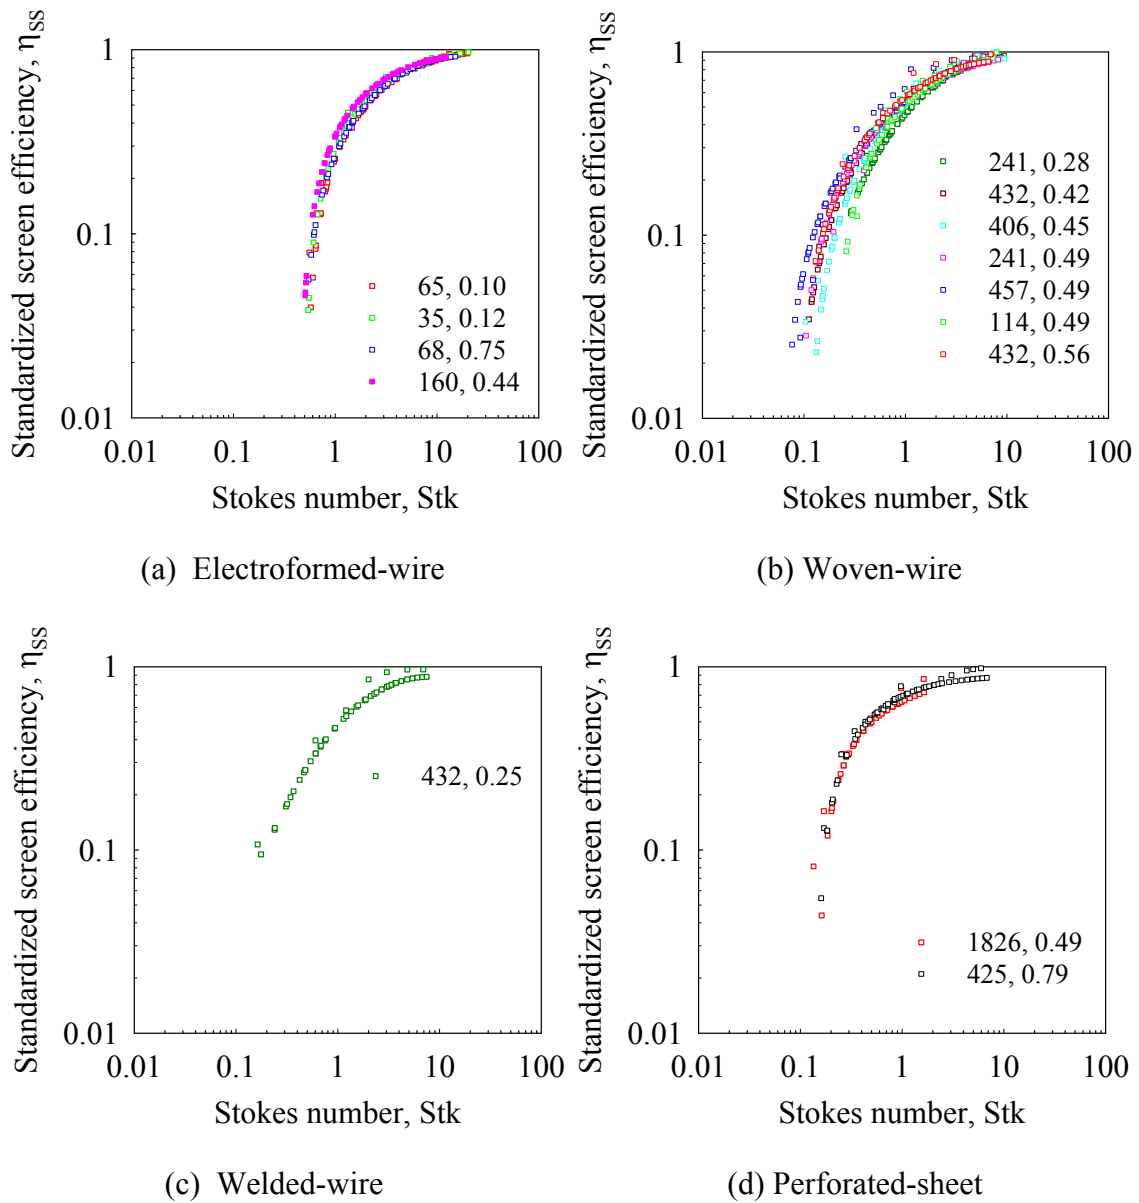 Standardized screen efficiency, ηSS
1
0.1
0.01
65, 0.10
35, 0.12
68, 0.75
160, 0.44
0.01 0.1 1 10 100
Stokes number, Stk
(a) Electroformed-wire
Standardized screen efficiency, ηSS
1
0.1
0.01
241, 0.28
432, 0.42
406, 0.45
241, 0.49
457, 0.49
114, 0.49
432, 0.56
0.01 0.1 1 10 100
Stokes number, Stk
(b) Woven-wire
Standardized screen efficiency, ηSS
1
0.1
0.01
432, 0.25
0.01 0.1 1 10 100
Stokes number, Stk
(c) Welded-wire
Standardized screen efficiency, ηSS
1
0.1
0.01
1826, 0.49
425, 0.79
0.01 0.1 1 10 100
Stokes number, Stk
(d) Perforated-sheet